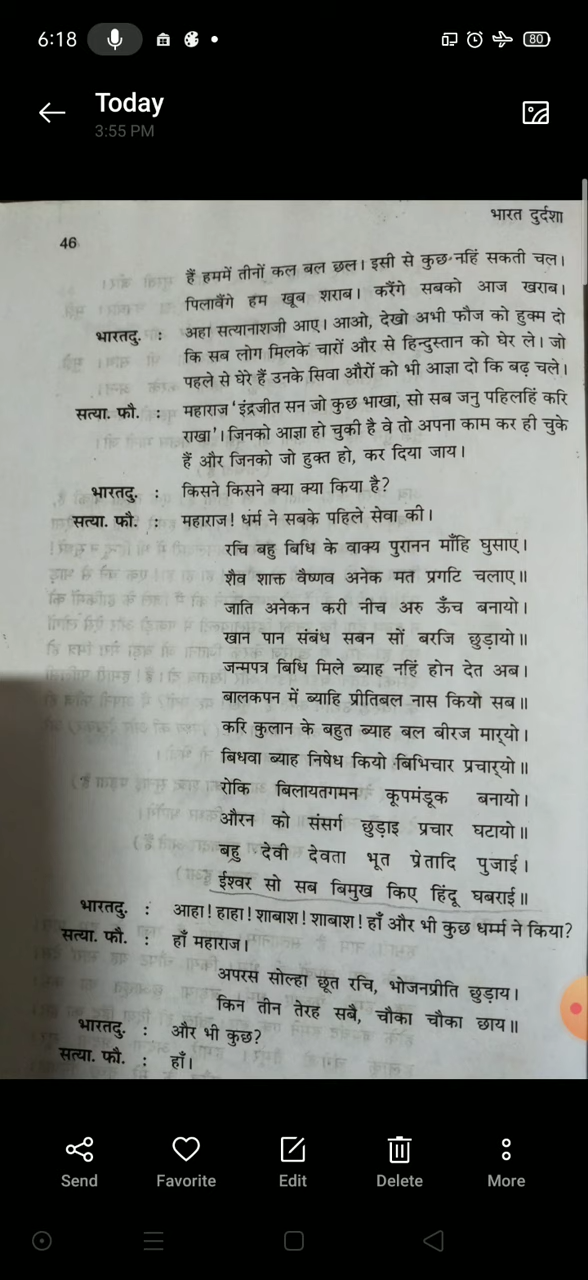 6:18
80
Today
3:55 PM
भारत दुर्दशा
46
हैं हममें तीनों कल बल छल। इसी से कुछ नहिं सकती चल।
पिलावैंगे हम खूब शराब। करैंगे सबको आज खराब।
भारतदु. : अहा सत्यानाशजी आए। आओ, देखो अभी फौज को हुक्म दो
कि सब लोग मिलके चारों और से हिन्दुस्तान को घेर ले। जो
पहले से घेरे हैं उनके सिवा औरों को भी आज्ञा दो कि बढ़ चले।
सत्या. फौ. : महाराज 'इंद्रजीत सन जो कुछ भाखा, सो सब जनु पहिलहिं करि
राखा'। जिनको आज्ञा हो चुकी है वे तो अपना काम कर ही चुके
हैं और जिनको जो हुक्त हो, कर दिया जाय।
भारतदु. : किसने किसने क्या क्या किया है?
सत्या. फौ. : महाराज! धर्म ने सबके पहिले सेवा की।
रचि बहु बिधि के वाक्य पुरानन माँहि घुसाए।
शैव शाक्त वैष्णव अनेक मत प्रगटि चलाए॥
जाति अनेकन करी नीच अरु ऊँच बनायो।
खान पान संबंध सबन सों बरजि छुड़ायो॥
जन्मपत्र बिधि मिले ब्याह नहिं होन देत अब।
बालकपन में ब्याहि प्रीतिबल नास कियो सब॥
करि कुलान के बहुत ब्याह बल बीरज मार्‌यो।
बिधवा ब्याह निषेध कियो बिभिचार प्रचार्‌यो॥
रोकि बिलायतगमन कूपमंडूक बनायो।
औरन को संसर्ग छुड़ाइ प्रचार घटायो॥
बहु देवी देवता भूत प्रेतादि पुजाई।
ईश्वर सो सब बिमुख किए हिंदू घबराई॥
भारतदु. : आहा! हाहा! शाबाश! शाबाश! हाँ और भी कुछ धर्म्म ने किया?
सत्या. फौ. : हाँ महाराज।
अपरस सोल्हा छूत रचि, भोजनप्रीति छुड़ाय।
किन तीन तेरह सबै, चौका चौका छाय॥
भारतदु. : और भी कुछ?
सत्या. फौ. : हाँ।
Send Favorite Edit Delete More